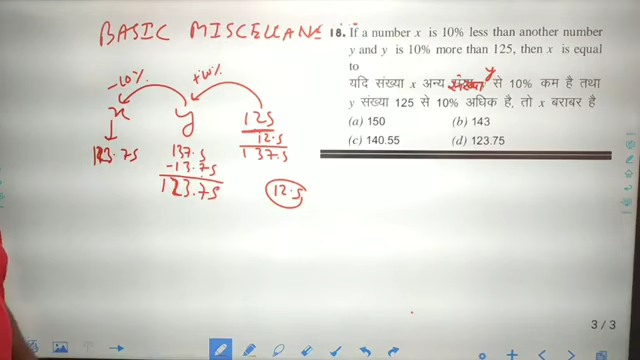 BASIC MISCELLANE
18. If a number x is 10% less than another number
y and y is 10% more than 125, then x is equal
to
यदि संख्या x अन्य संख्या y से 10% कम है तथा
y संख्या 125 से 10% अधिक है, तो x बराबर है
(a) 150 (b) 143
(c) 140.55 (d) 123.75
-10% +10%
x y 125
12.5
123.75 137.5 137.5
-13.75
123.75
12.5
3 / 3